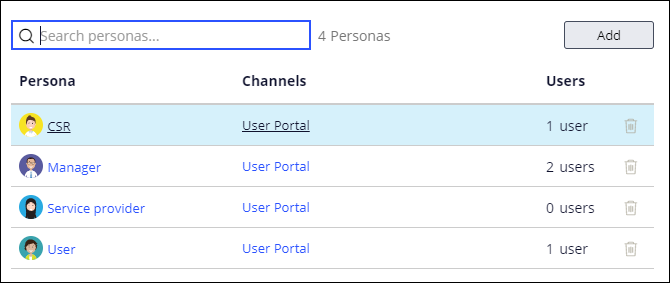 Search personas... 4 Personas Add
Persona Channels Users
CSR User Portal 1 user
Manager User Portal 2 users
Service provider User Portal 0 users
User User Portal 1 user